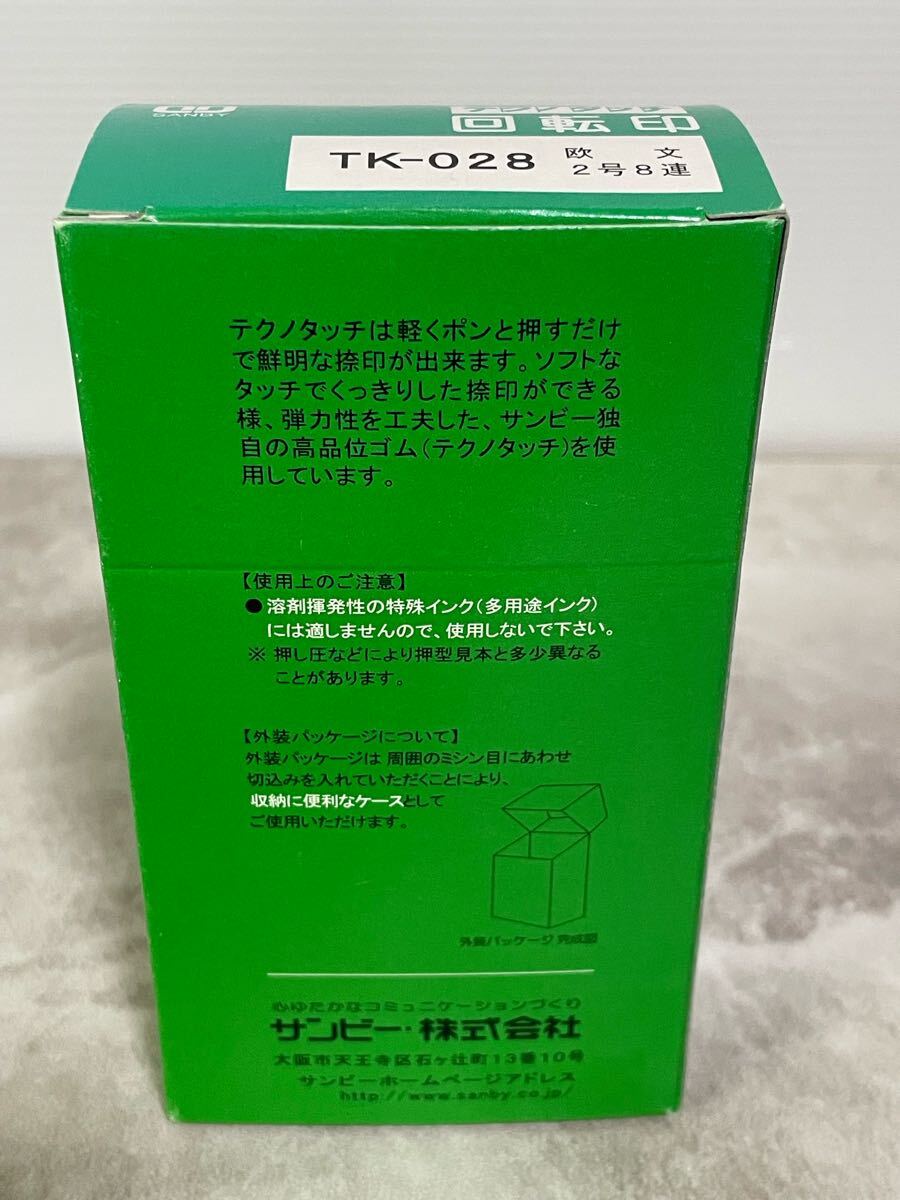 SANBY
回転印
TK-028
欧文
2号8連
テクノタッチは軽くポンと押すだけ
で鮮明な捺印が出来ます。ソフトな
タッチでくっきりした捺印ができる
様、弾力性を工夫した、サンビー独
自の高品位ゴム(テクノタッチ)を使
用しています。
【使用上のご注意】
●溶剤揮発性の特殊インク(多用途インク)
には適しませんので、使用しないで下さい。
※ 押し圧などにより押型見本と多少異なる
ことがあります。
【外装パッケージについて】
外装パッケージは 周囲のミシン目にあわせ
切込みを入れていただくことにより、
収納に便利なケースとして
ご使用いただけます。
外装パッケージ 完成図
心ゆたかなコミュニケーションづくり
サンビー・株式会社
大阪市天王寺区石ヶ辻町13番10号
サンビーホームページアドレス
http://www.sanby.co.jp/